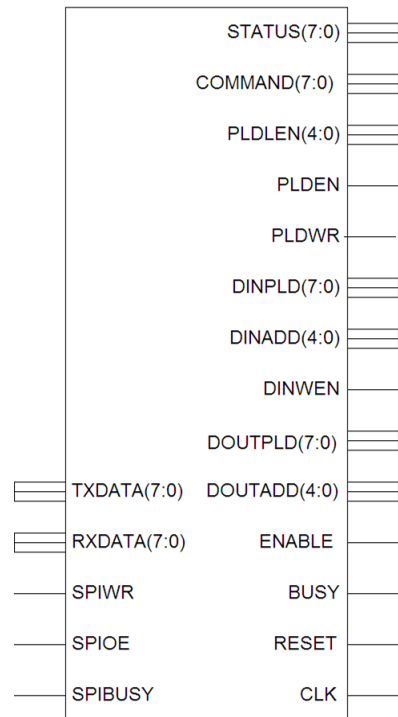 STATUS(7:0)
COMMAND(7:0)
PLDLEN(4:0)
PLDEN
PLDWR
DINPLD(7:0)
DINADD(4:0)
DINWEN
DOUTPLD(7:0)
TXDATA(7:0) DOUTADD(4:0)
RXDATA(7:0) ENABLE
SPIWR BUSY
SPIOE RESET
SPIBUSY CLK